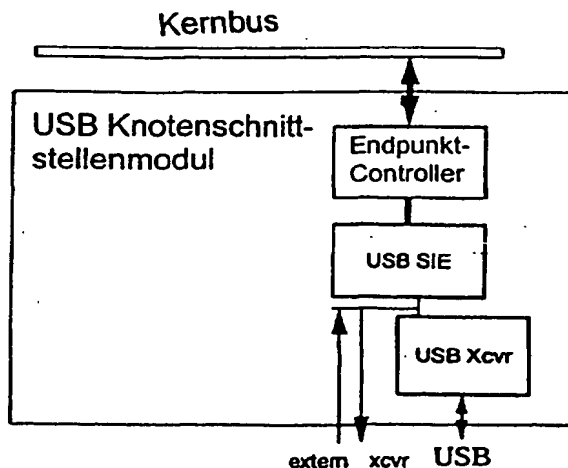 Kernbus
USB Knotenschnitt-
stellenmodul
Endpunkt-
Controller
USB SIE
USB Xcvr
extern xcvr USB